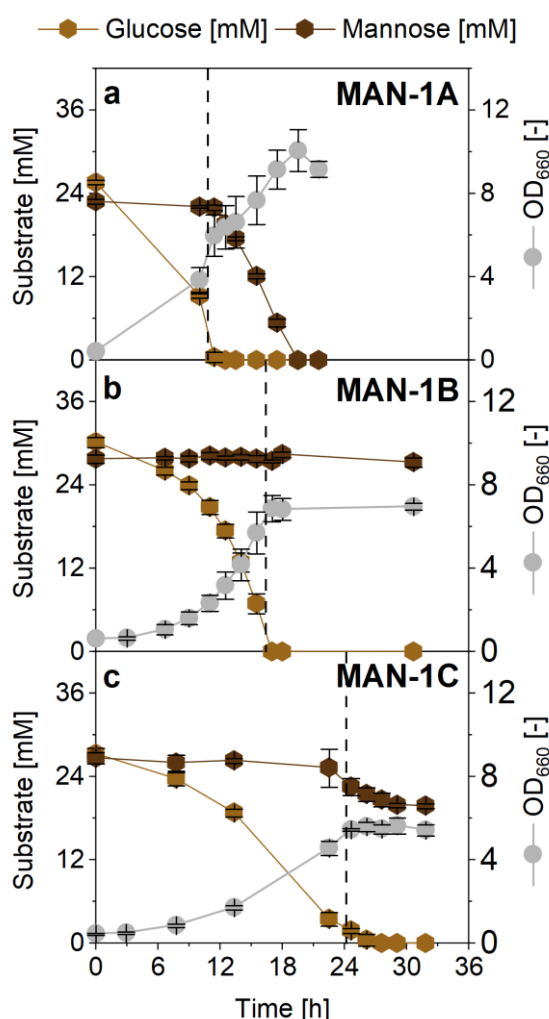 Glucose [mM] Mannose [mM]
a MAN-1A
36
24
12
0
Substrate [mM]
12
8
4
0
OD660 [-]
b MAN-1B
36
24
12
0
Substrate [mM]
12
8
4
0
OD660 [-]
c MAN-1C
36
24
12
0
Substrate [mM]
12
8
4
0
OD660 [-]
0 6 12 18 24 30 36
Time [h]